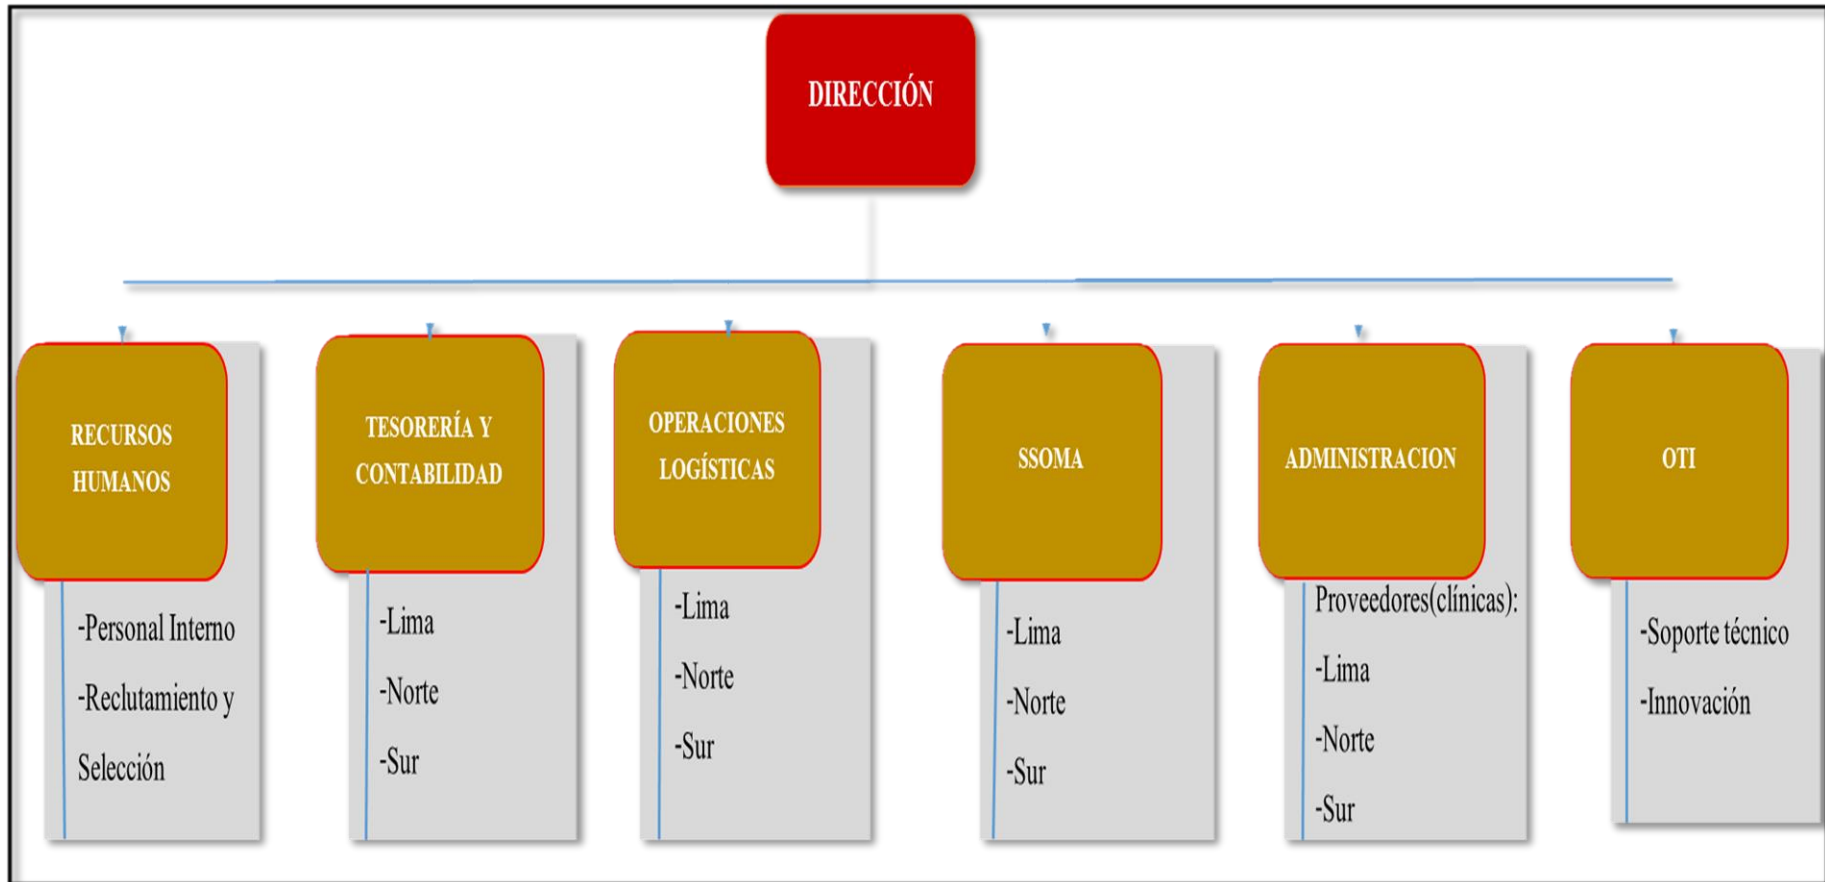 DIRECCIÓN
RECURSOS
HUMANOS
-Personal Interno
-Reclutamiento y
Selección
TESORERÍA Y
CONTABILIDAD
-Lima
-Norte
-Sur
OPERACIONES
LOGÍSTICAS
-Lima
-Norte
-Sur
SSOMA
-Lima
-Norte
-Sur
ADMINISTRACION
Proveedores(clínicas):
-Lima
-Norte
-Sur
OTI
-Soporte técnico
-Innovación